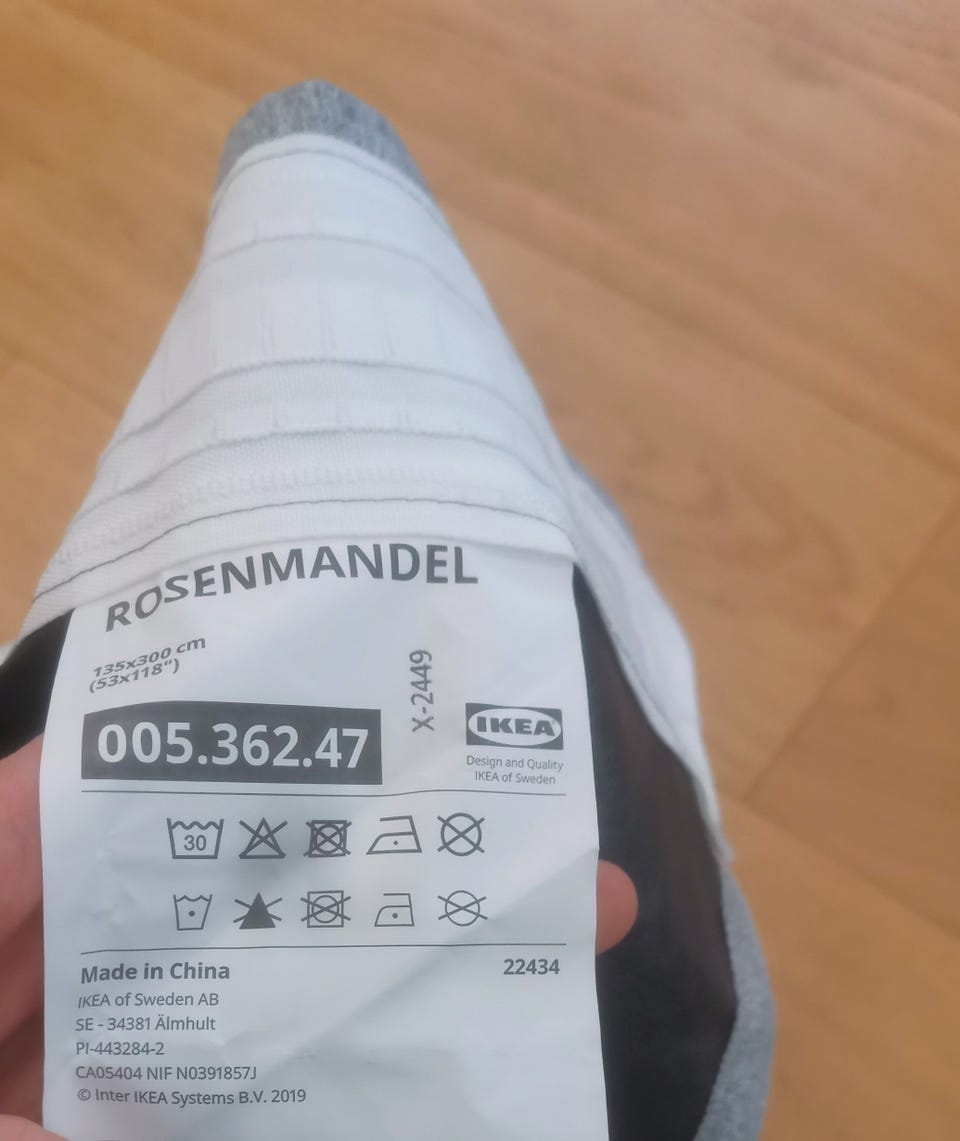 ROSENMANDEL
135x300 cm
(53x118")
X-2449
005.362.47
IKEA
Design and Quality
IKEA of Sweden
30
Made in China
22434
IKEA of Sweden AB
SE - 34381 Älmhult
PI-443284-2
CA05404 NIF N0391857J
© Inter IKEA Systems B.V. 2019